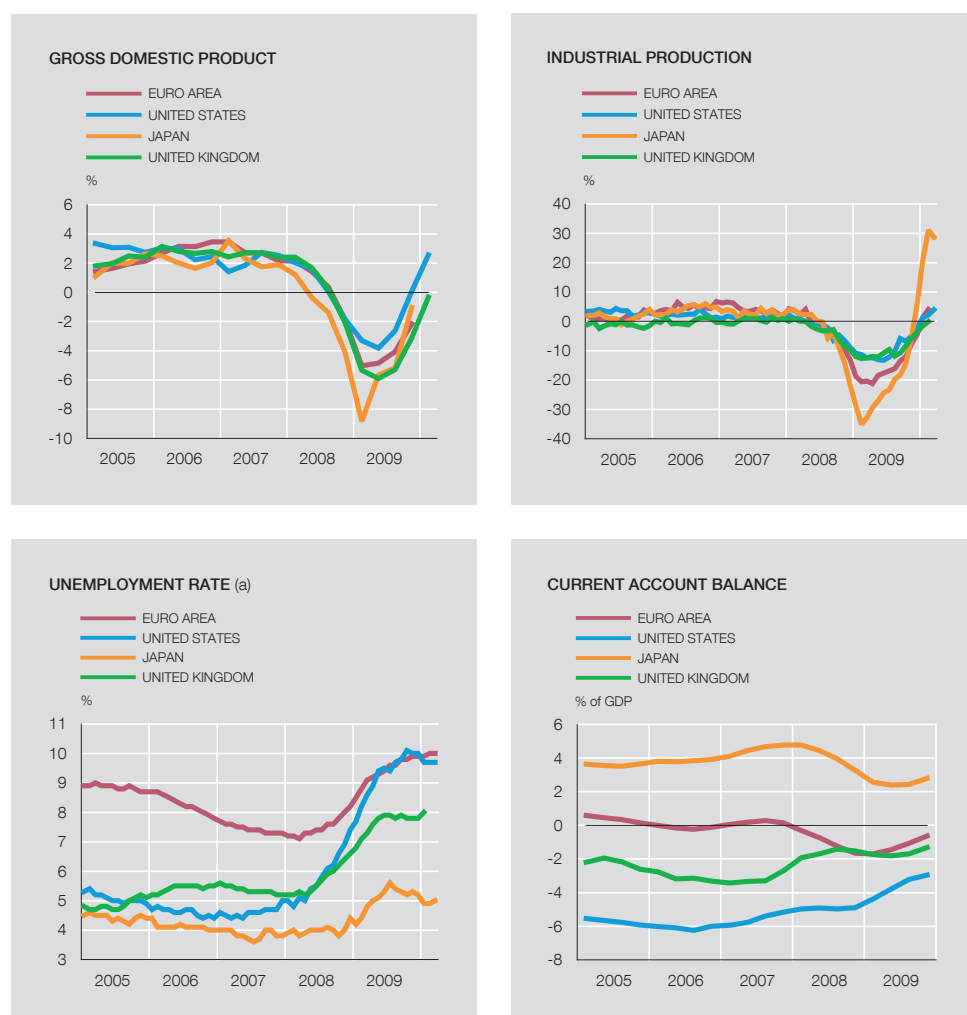 GROSS DOMESTIC PRODUCT
EURO AREA
UNITED STATES
JAPAN
UNITED KINGDOM
%
6
4
2
0
-2
-4
-6
-8
-10
2005 2006 2007 2008 2009
INDUSTRIAL PRODUCTION
EURO AREA
UNITED STATES
JAPAN
UNITED KINGDOM
%
40
30
20
10
0
-10
-20
-30
-40
2005 2006 2007 2008 2009
UNEMPLOYMENT RATE (a)
EURO AREA
UNITED STATES
JAPAN
UNITED KINGDOM
%
11
10
9
8
7
6
5
4
3
2005 2006 2007 2008 2009
CURRENT ACCOUNT BALANCE
EURO AREA
UNITED STATES
JAPAN
UNITED KINGDOM
% of GDP
6
4
2
0
-2
-4
-6
-8
2005 2006 2007 2008 2009